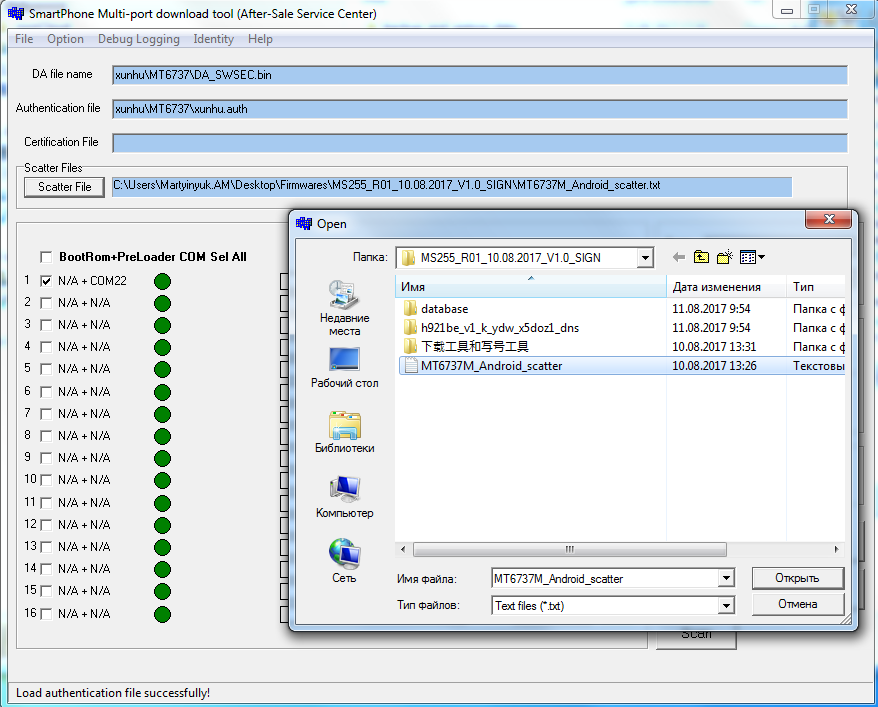 SmartPhone Multi-port download tool (After-Sale Service Center)
File Option Debug Logging Identity Help
DA file name xunhu\MT6737\DA_SWSEC.bin
Authentication file xunhu\MT6737\xunhu.auth
Certification File
Scatter Files
Scatter File C:\Users\Martyinyuk.AM\Desktop\Firmwares\MS255_R01_10.08.2017_V1.0_SIGN\MT6737M_Android_scatter.txt
BootRom+PreLoader COM Sel All
1 N/A + COM22
2 N/A + N/A
3 N/A + N/A
4 N/A + N/A
5 N/A + N/A
6 N/A + N/A
7 N/A + N/A
8 N/A + N/A
9 N/A + N/A
10 N/A + N/A
11 N/A + N/A
12 N/A + N/A
13 N/A + N/A
14 N/A + N/A
15 N/A + N/A
16 N/A + N/A
Open
Папка: MS255_R01_10.08.2017_V1.0_SIGN
Недавние
места
Рабочий стол
Библиотеки
Компьютер
Сеть
Имя Дата изменения Тип
database 11.08.2017 9:54 Папка с ф
h921be_v1_k_ydw_x5doz1_dns 11.08.2017 9:54 Папка с ф
下载工具和写号工具 10.08.2017 13:31 Папка с ф
MT6737M_Android_scatter 10.08.2017 13:26 Текстовы
Имя файла: MT6737M_Android_scatter Открыть
Тип файлов: Text files (*.txt) Отмена
Scan
Load authentication file successfully!